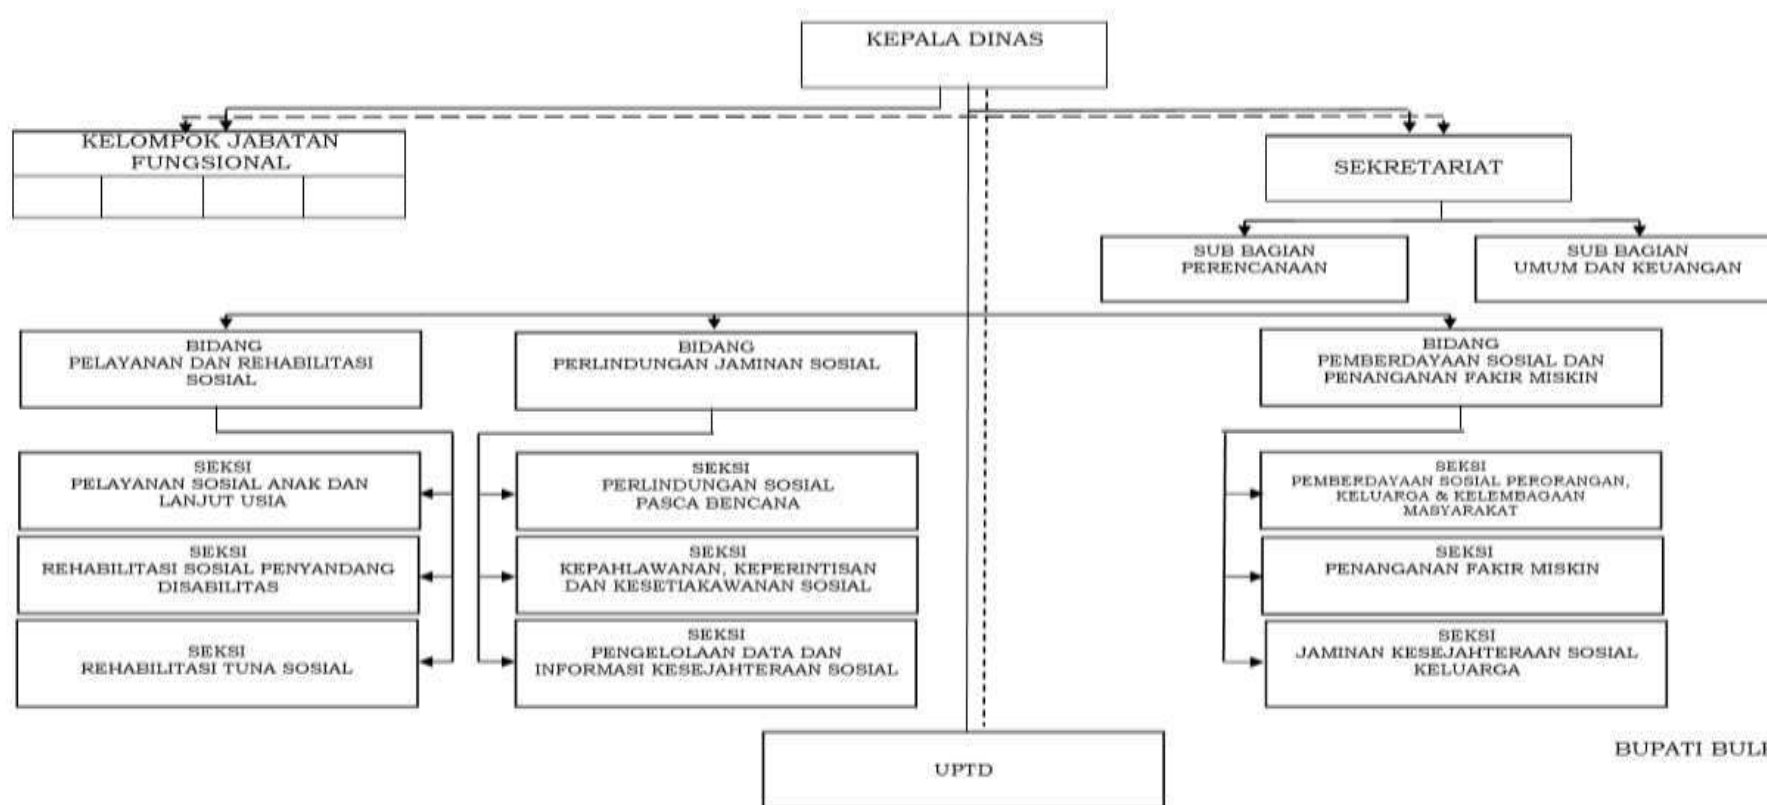 KEPALA DINAS
KELOMPOK JABATAN
FUNGSIONAL
SEKRETARIAT
SUB BAGIAN
PERENCANAAN
SUB BAGIAN
UMUM DAN KEUANGAN
BIDANG
PELAYANAN DAN REHABILITASI
SOSIAL
BIDANG
PERLINDUNGAN JAMINAN SOSIAL
BIDANG
PEMBERDAYAAN SOSIAL DAN
PENANGANAN FAKIR MISKIN
SEKSI
PELAYANAN SOSIAL ANAK DAN
LANJUT USIA
SEKSI
PERLINDUNGAN SOSIAL
PASCA BENCANA
SEKSI
PEMBERDAYAAN SOSIAL PERORANGAN,
KELUARGA & KELEMBAGAAN
MASYARAKAT
SEKSI
REHABILITASI SOSIAL PENYANDANG
DISABILITAS
SEKSI
KEPAHLAWANAN, KEPERINTISAN
DAN KESETIAKAWANAN SOSIAL
SEKSI
PENANGANAN FAKIR MISKIN
SEKSI
REHABILITASI TUNA SOSIAL
SEKSI
PENGELOLAAN DATA DAN
INFORMASI KESEJAHTERAAN SOSIAL
SEKSI
JAMINAN KESEJAHTERAAN SOSIAL
KELUARGA
UPTD
BUPATI